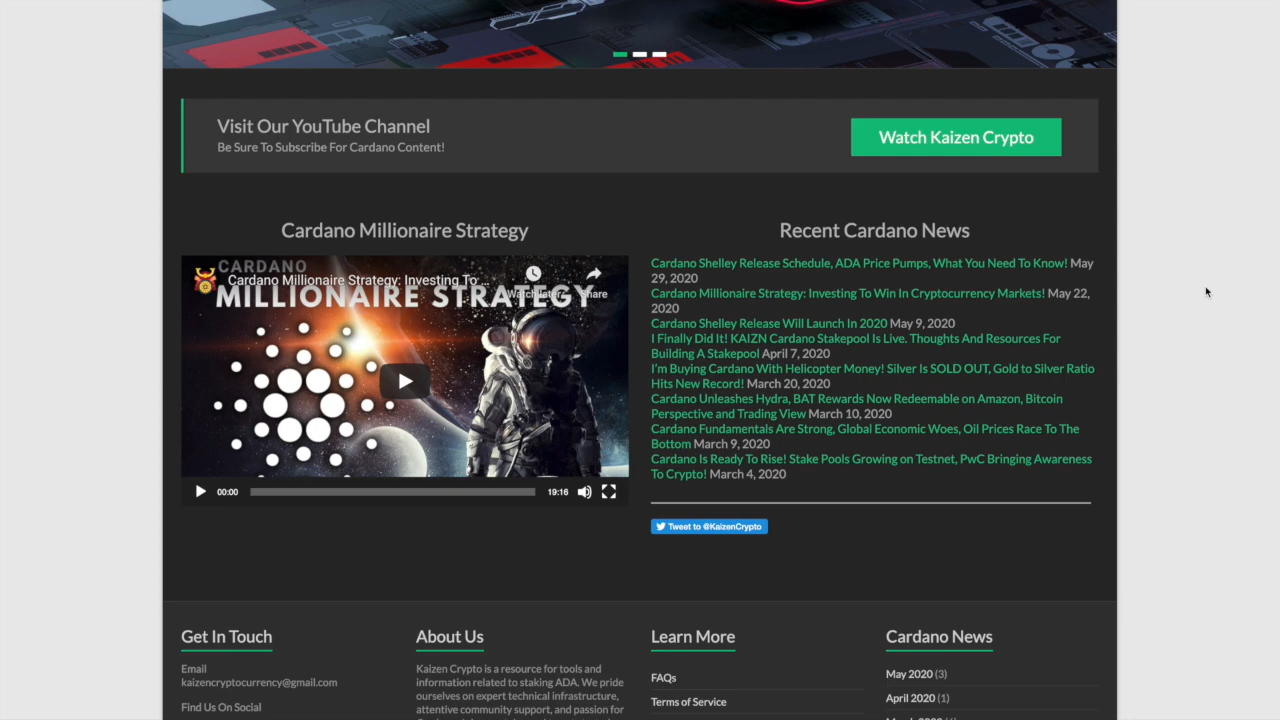 Visit Our YouTube Channel
Be Sure To Subscribe For Cardano Content!
Watch Kaizen Crypto
Cardano Millionaire Strategy
CARDANO
Cardano Millionaire Strategy: Investing To ...
MILLIONAIRE STRATEGY
Watch later
Share
00:00
19:16
Recent Cardano News
Cardano Shelley Release Schedule, ADA Price Pumps, What You Need To Know! May
29, 2020
Cardano Millionaire Strategy: Investing To Win In Cryptocurrency Markets! May 22,
2020
Cardano Shelley Release Will Launch In 2020 May 9, 2020
I Finally Did It! KAIZN Cardano Stakepool Is Live. Thoughts And Resources For
Building A Stakepool April 7, 2020
I'm Buying Cardano With Helicopter Money! Silver Is SOLD OUT, Gold to Silver Ratio
Hits New Record! March 20, 2020
Cardano Unleashes Hydra, BAT Rewards Now Redeemable on Amazon, Bitcoin
Perspective and Trading View March 10, 2020
Cardano Fundamentals Are Strong, Global Economic Woes, Oil Prices Race To The
Bottom March 9, 2020
Cardano Is Ready To Rise! Stake Pools Growing on Testnet, PwC Bringing Awareness
To Crypto! March 4, 2020
Tweet to @KaizenCrypto
Get In Touch
Email
kaizencryptocurrency@gmail.com
Find Us On Social
About Us
Kaizen Crypto is a resource for tools and
information related to staking ADA. We pride
ourselves on expert technical infrastructure,
attentive community support, and passion for
Learn More
FAQs
Terms of Service
Cardano News
May 2020 (3)
April 2020 (1)